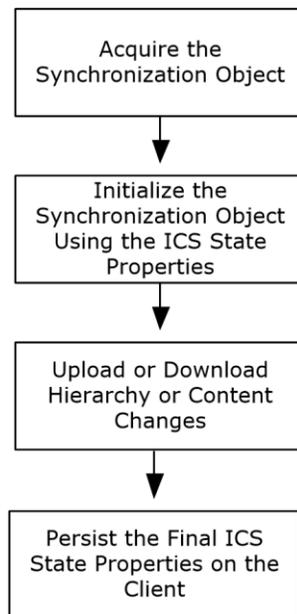 Acquire the
Synchronization Object
Initialize the
Synchronization Object
Using the ICS State
Properties
Upload or Download
Hierarchy or Content
Changes
Persist the Final ICS
State Properties on the
Client